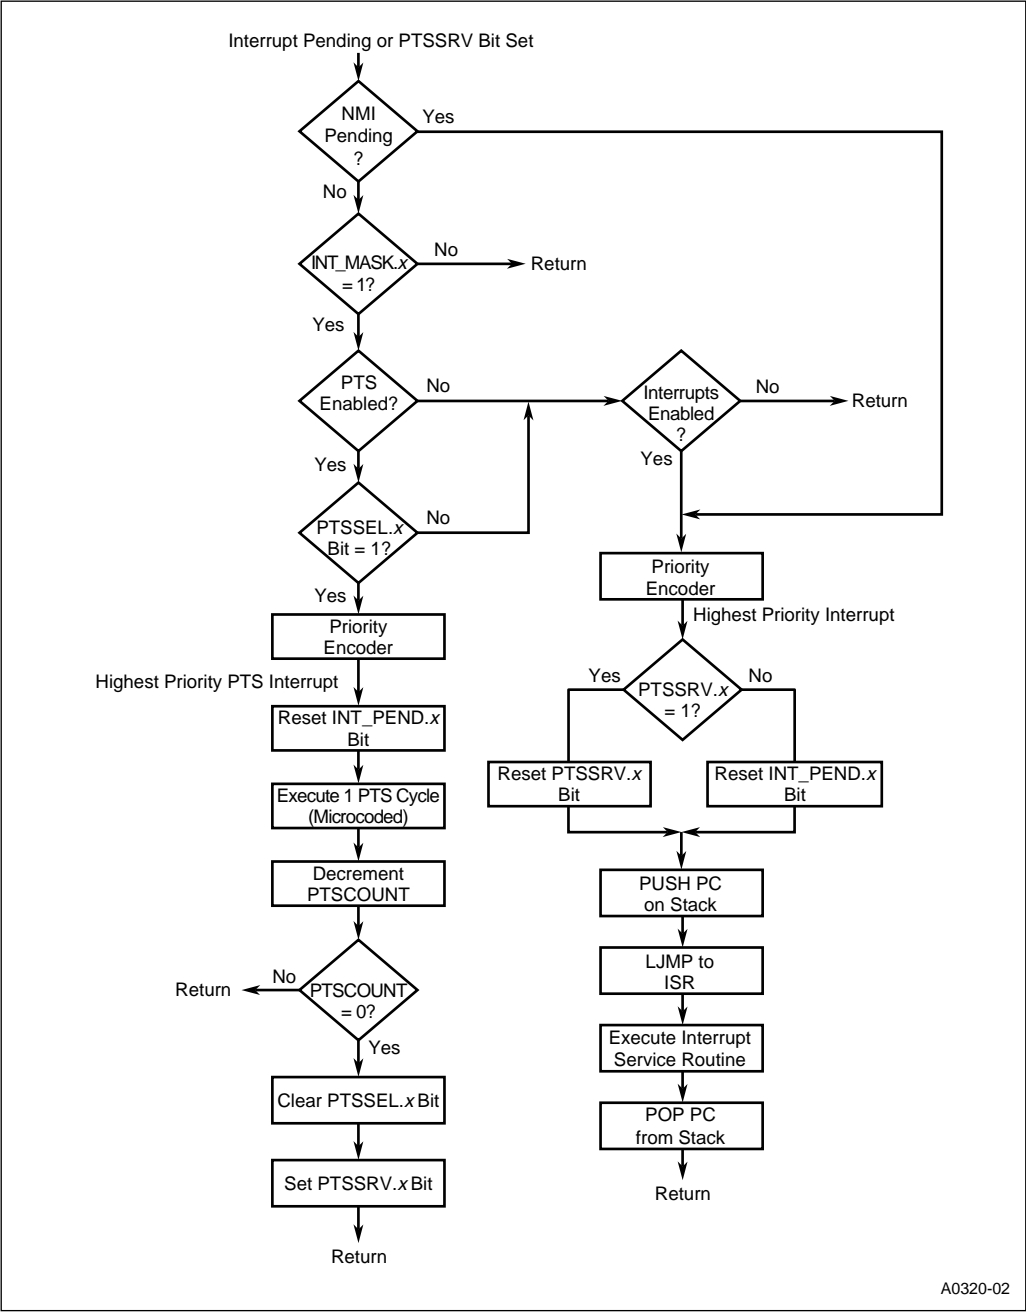 Interrupt Pending or PTSSRV Bit Set
NMI
Pending
?
Yes
No
INT_MASK.x
= 1?
No
Return
Yes
PTS
Enabled?
No
Interrupts
Enabled
?
No
Return
Yes
Yes
PTSSEL.x
Bit = 1?
No
Yes
Priority
Encoder
Highest Priority Interrupt
Priority
Encoder
Highest Priority PTS Interrupt
Yes
PTSSRV.x
= 1?
No
Reset INT_PEND.x
Bit
Reset PTSSRV.x
Bit
Reset INT_PEND.x
Bit
Execute 1 PTS Cycle
(Microcoded)
Decrement
PTSCOUNT
PUSH PC
on Stack
No
Return
PTSCOUNT
= 0?
Yes
LJMP to
ISR
Execute Interrupt
Service Routine
Clear PTSSEL.x Bit
POP PC
from Stack
Set PTSSRV.x Bit
Return
Return
A0320-02